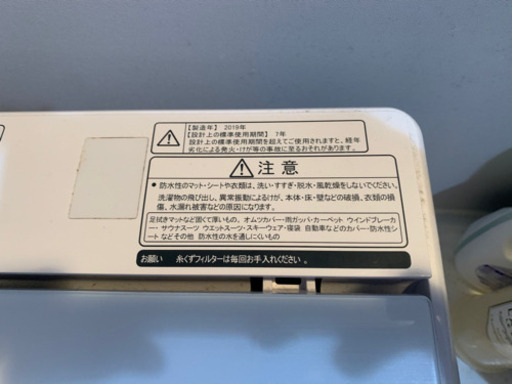 【製造年】 2019年
【設計上の標準使用期間】 7年
設計上の標準使用期間を超えてご使用されますと、経年
劣化による発火・けが等の事故に至るおそれがあります。
注意
●防水性のマット・シートや衣類は、洗い・すすぎ・脱水・風乾燥をしないでください。
洗濯物の飛び出し、異常振動によるけが、本体・床・壁などの破損、衣類の損
傷、水漏れ被害などの原因になります。
足拭きマットなど固くて厚いもの、オムツカバー・雨ガッパ・カーペット ウインドブレーカ
ー・サウナスーツ ウエットスーツ・スキーウェア・寝袋 自動車などのカバー・防水性シ
ート などその他 防水性の水を通しにくいもの
お願い 糸くずフィルターは毎回お手入れください。